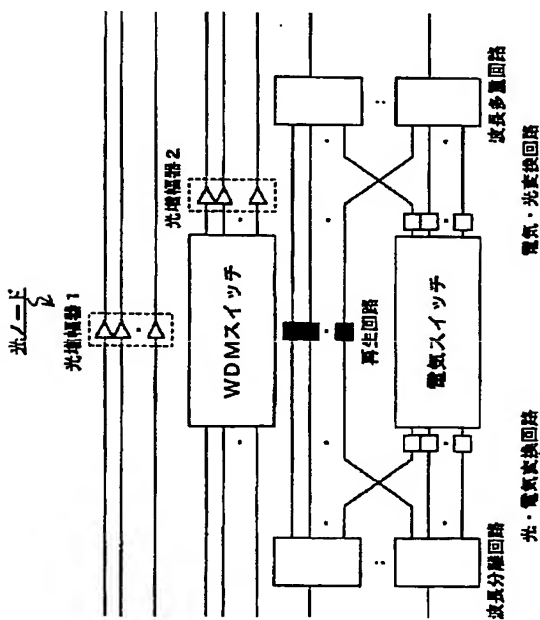 光ノード
光増幅器1
光増幅器2
WDMスイッチ
再生回路
電気スイッチ
波長分離回路
波長多重回路
光・電気変換回路
電気・光変換回路